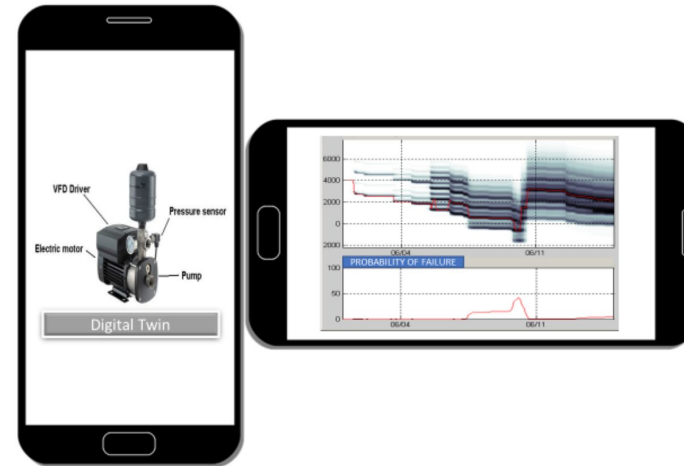 VFD Driver
Pressure sensor
Electric motor
Pump
Digital Twin
6000
4000
2000
0
2000
06/04
06/11
PROBABILITY OF FAILURE
100
50
0
06/04
06/11